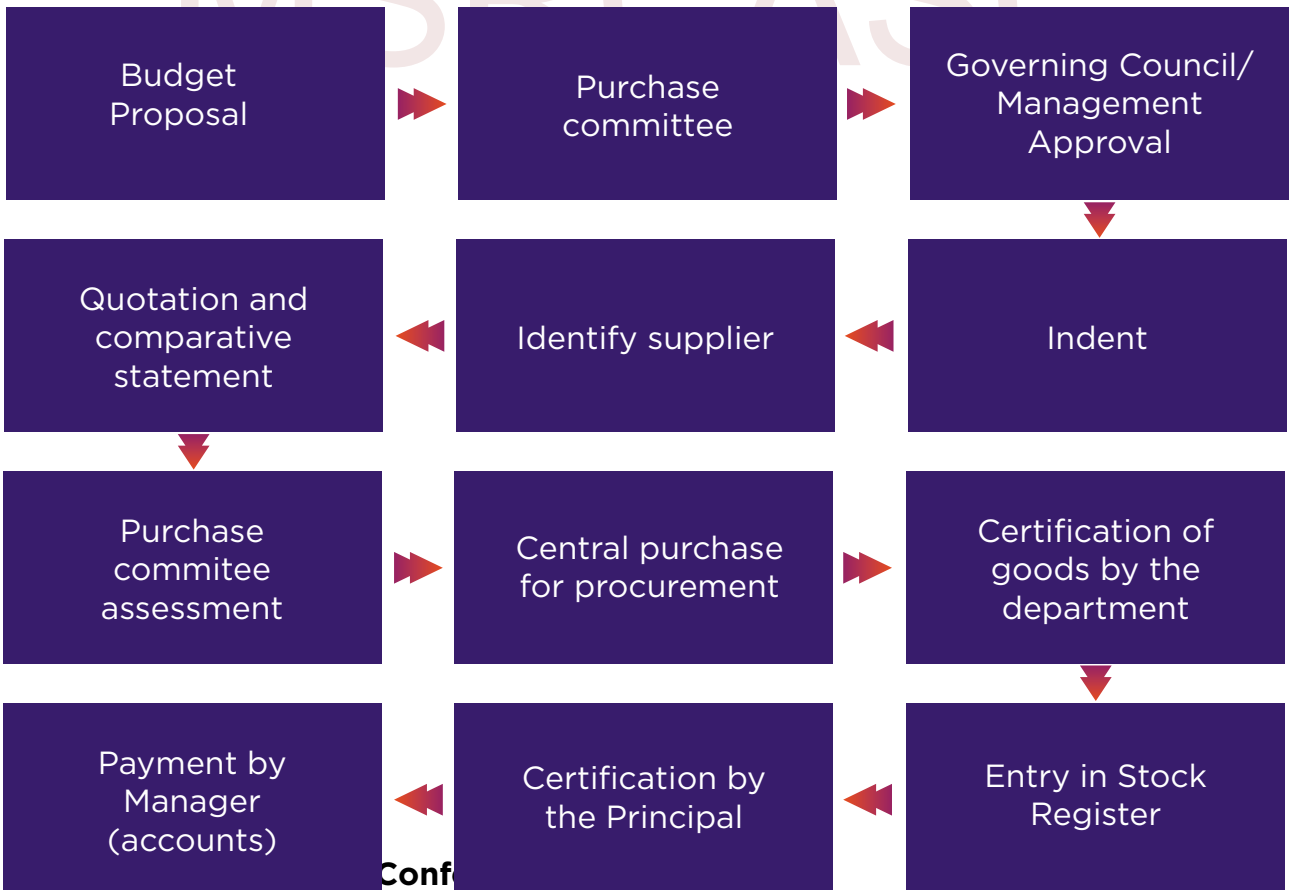 Budget
Proposal
Purchase
committee
Governing Council/
Management
Approval
Indent
Identify supplier
Quotation and
comparative
statement
Purchase
commitee
assessment
Central purchase
for procurement
Certification of
goods by the
department
Entry in Stock
Register
Certification by
the Principal
Payment by
Manager
(accounts)